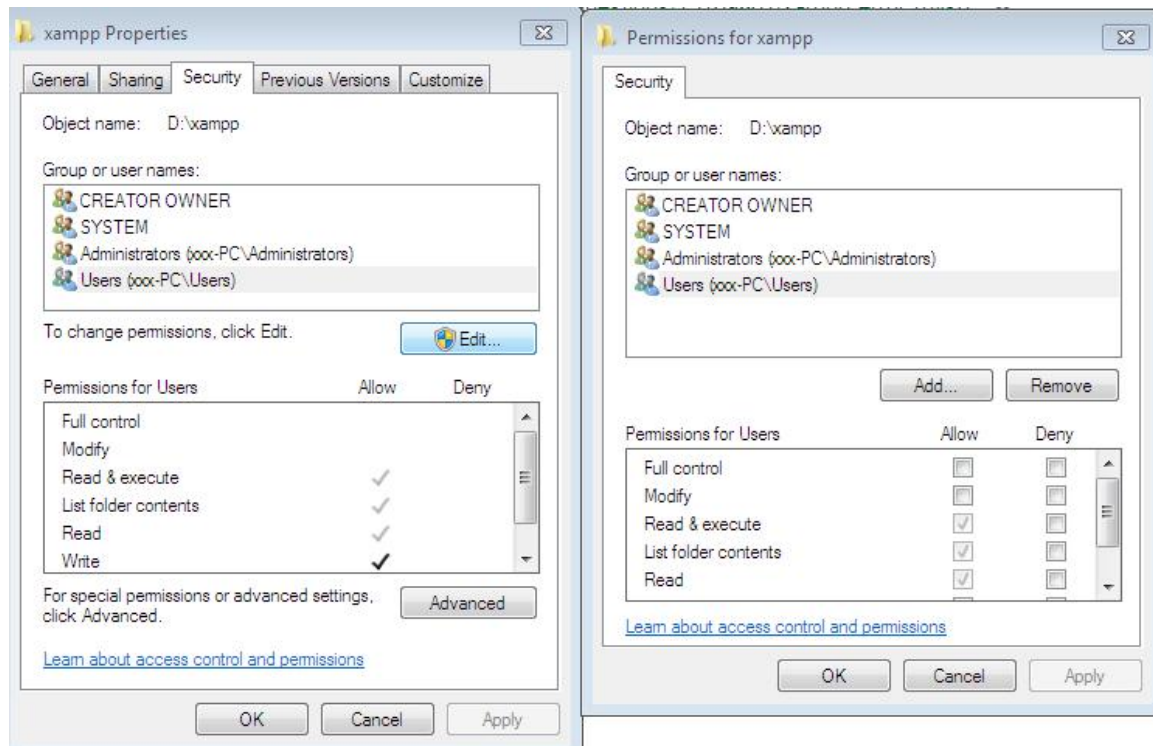 xampp Properties
General Sharing Security Previous Versions Customize
Object name: D:\xampp
Group or user names:
CREATOR OWNER
SYSTEM
Administrators (xxx-PC\Administrators)
Users (xxx-PC\Users)
To change permissions, click Edit.
Edit...
Permissions for Users Allow Deny
Full control
Modify
Read & execute
List folder contents
Read
Write
For special permissions or advanced settings,
click Advanced.
Advanced
Learn about access control and permissions
OK Cancel Apply
Permissions for xampp
Security
Object name: D:\xampp
Group or user names:
CREATOR OWNER
SYSTEM
Administrators (xxx-PC\Administrators)
Users (xxx-PC\Users)
Add... Remove
Permissions for Users Allow Deny
Full control
Modify
Read & execute
List folder contents
Read
Learn about access control and permissions
OK Cancel Apply